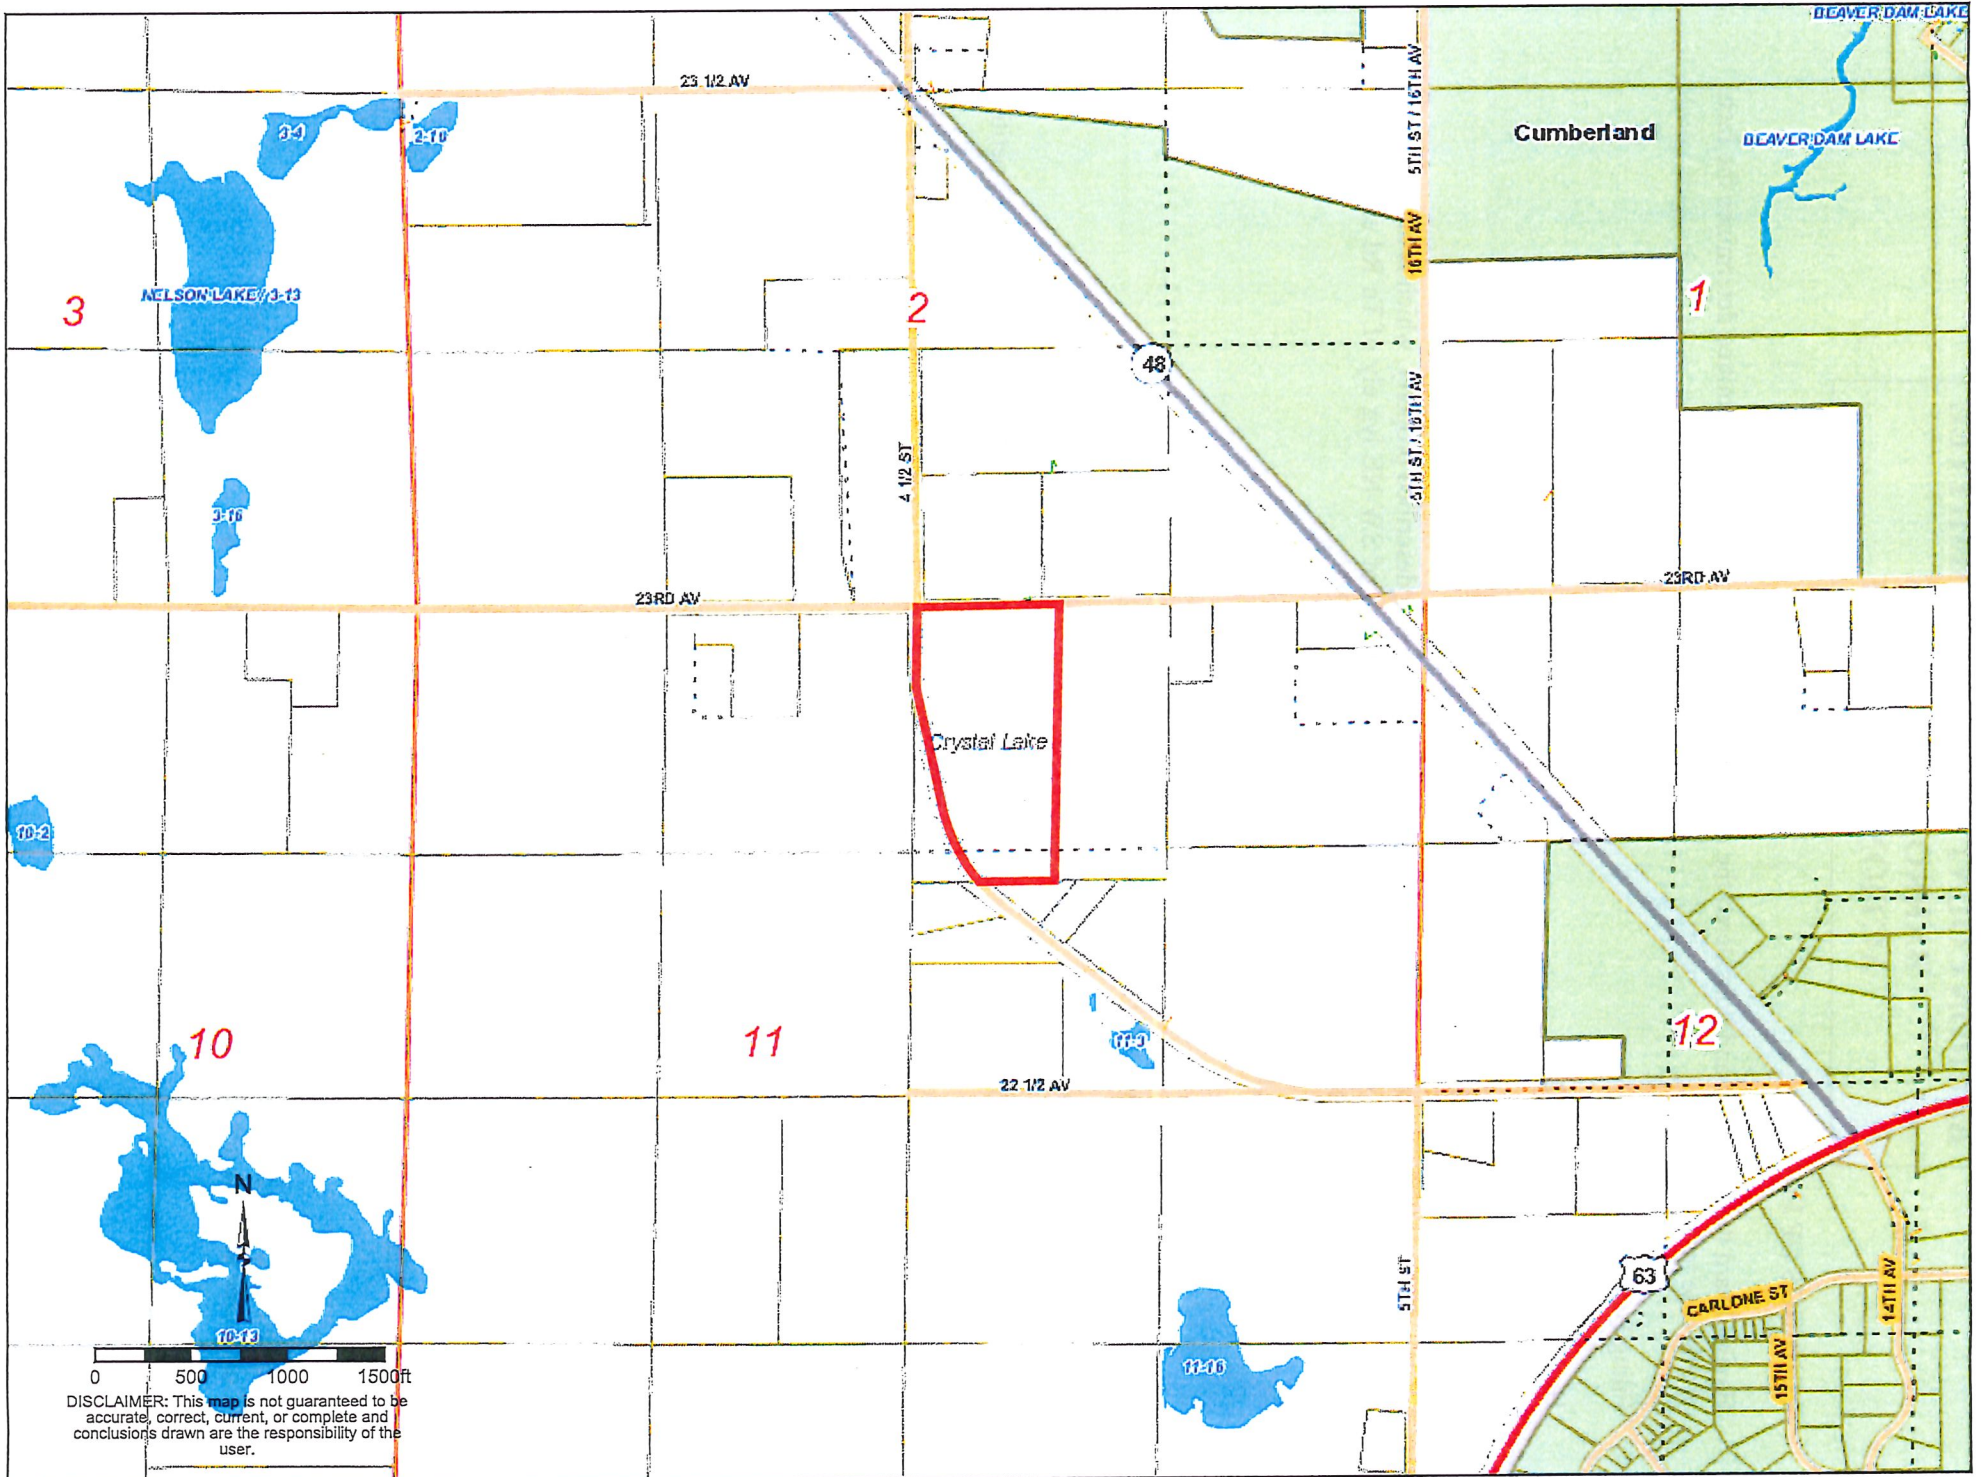 BEAVER DAM LAKE
23 1/2 AV
5TH ST / 16TH AV
3-4
2-10
Cumberland
BEAVER DAM LAKE
16TH AV
NELSON LAKE / 3-13
3
2
1
48
5TH ST / 16TH AV
4 1/2 ST
3-16
23RD AV
23RD AV
Crystal Lake
10-2
10
11
11-3
12
22 1/2 AV
N
S
5TH ST
63
CARLONE ST
14TH AV
15TH AV
10-13
11-16
0 500 1000 1500ft
DISCLAIMER: This map is not guaranteed to be
accurate, correct, current, or complete and
conclusions drawn are the responsibility of the
user.